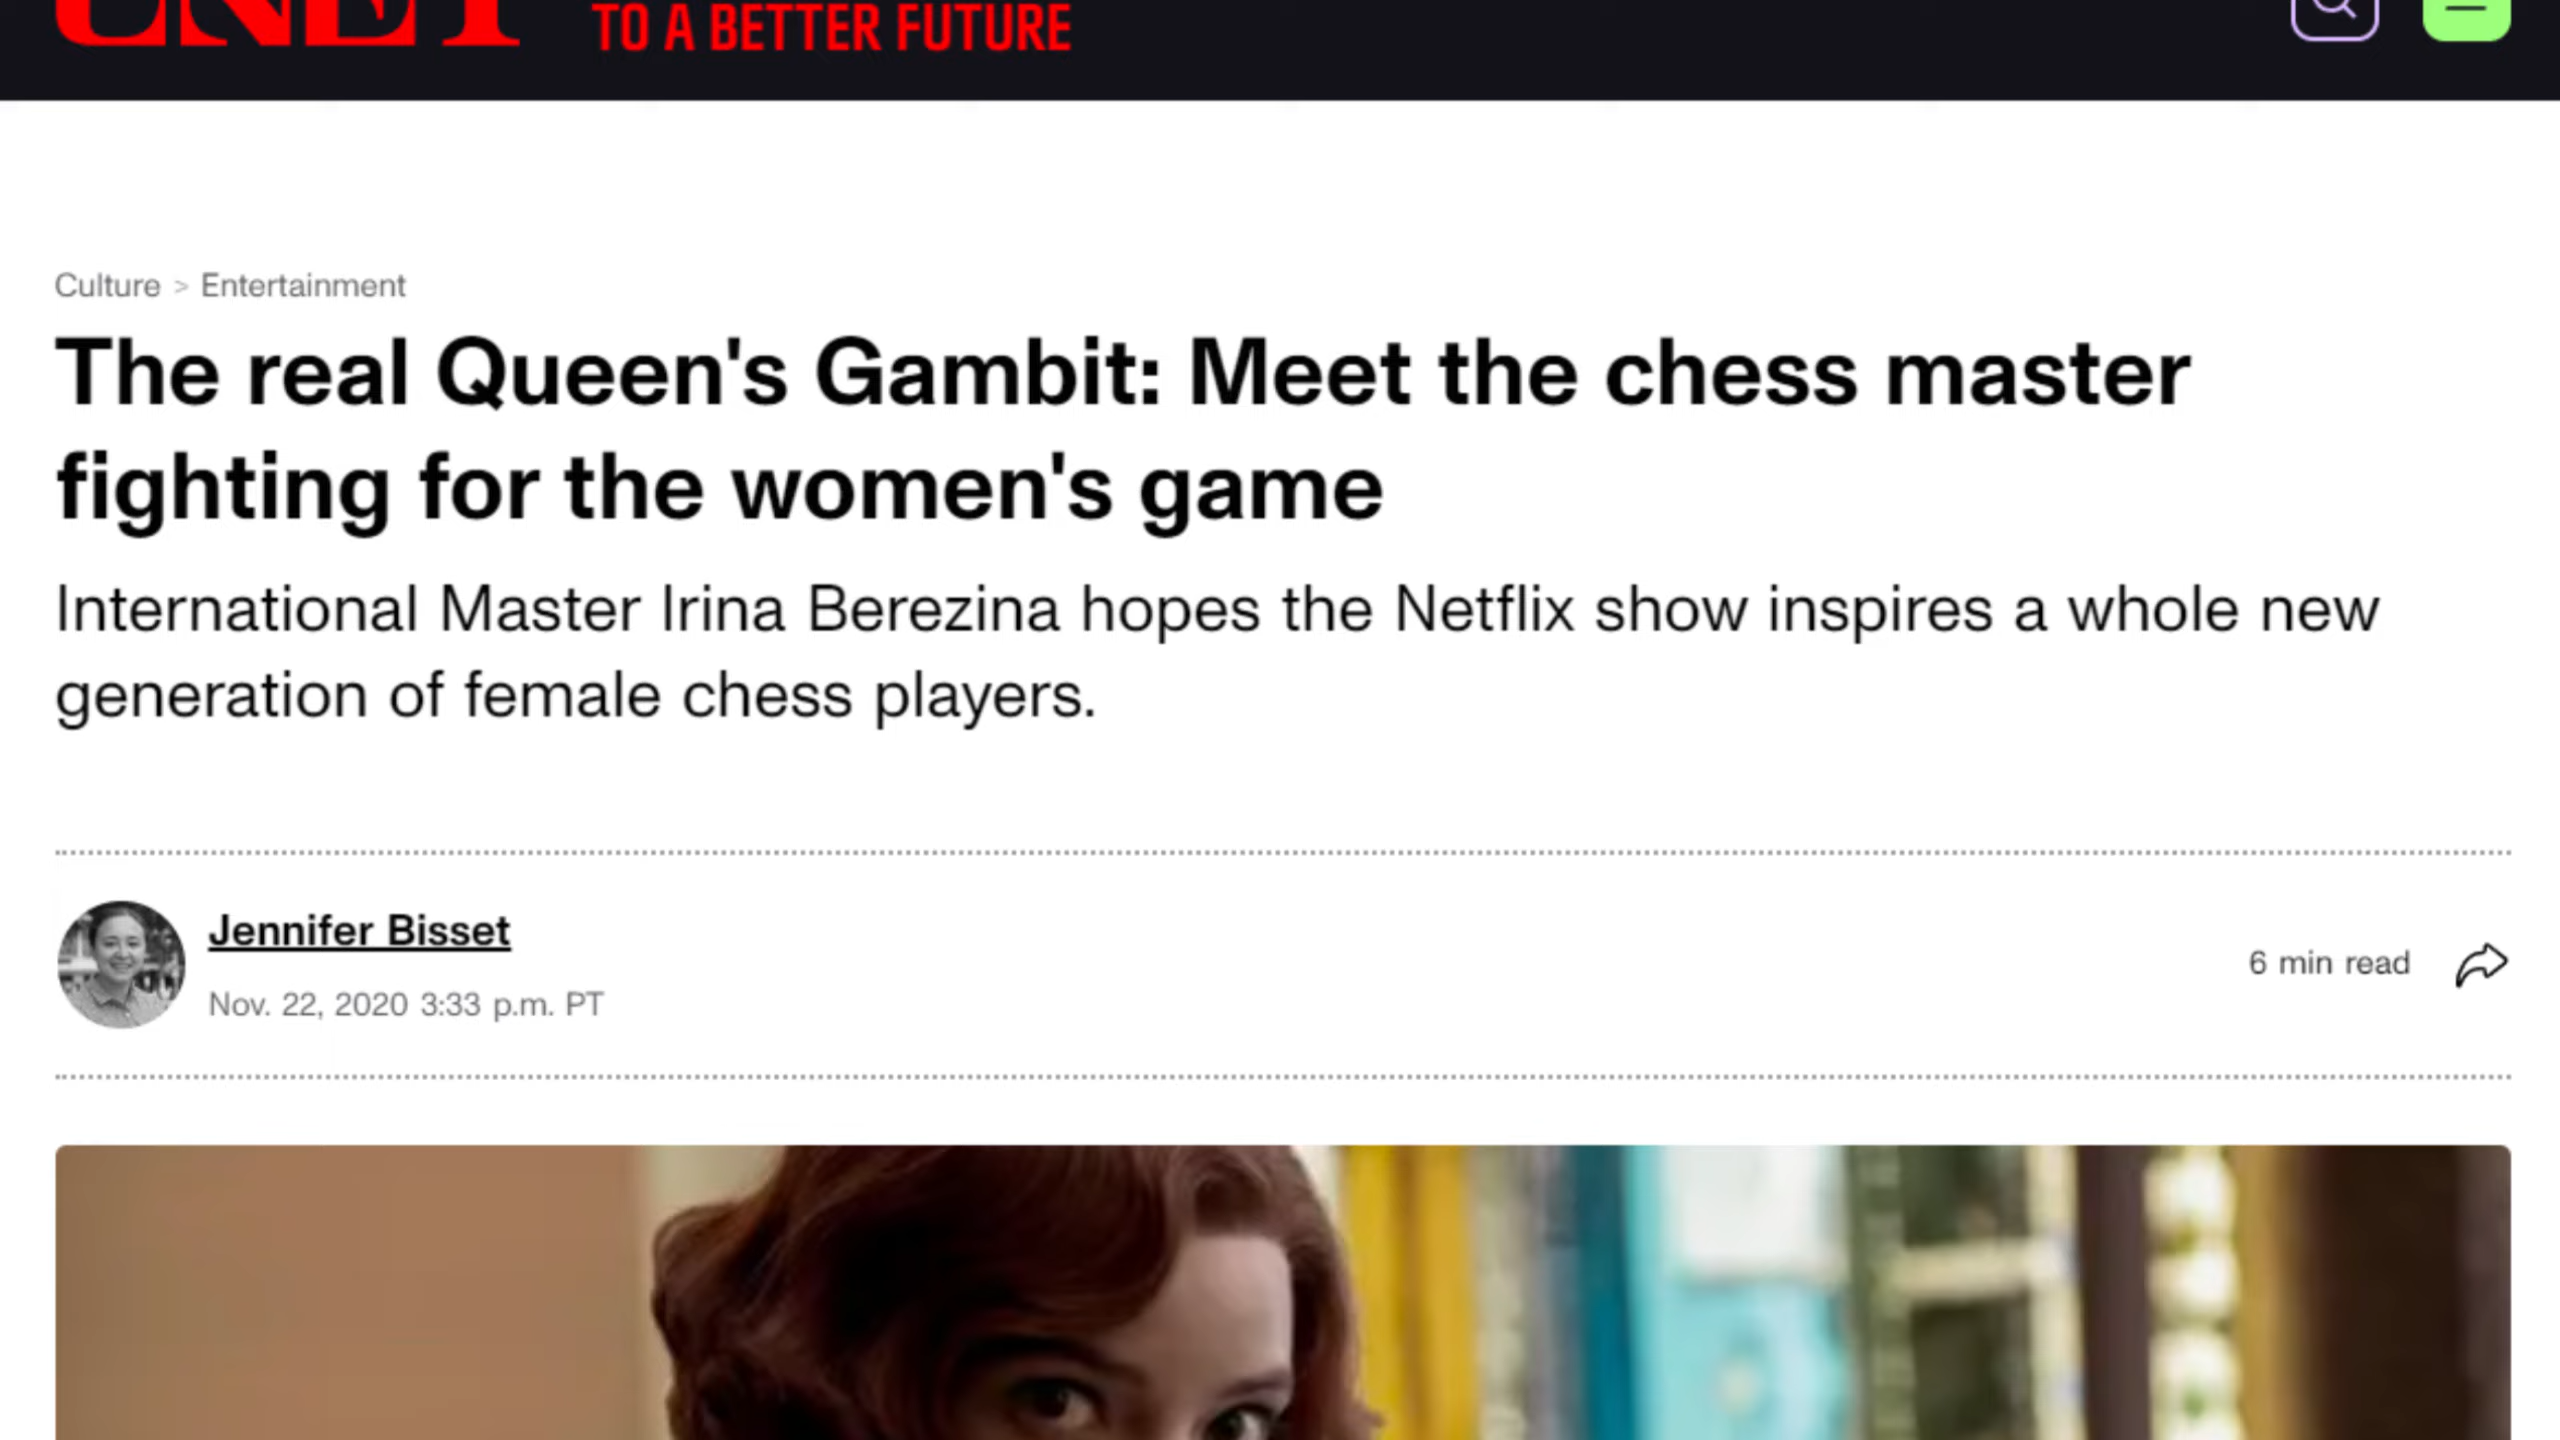 CNET
TO A BETTER FUTURE
Culture > Entertainment
The real Queen's Gambit: Meet the chess master
fighting for the women's game
International Master Irina Berezina hopes the Netflix show inspires a whole new
generation of female chess players.
Jennifer Bisset
Nov. 22, 2020 3:33 p.m. PT
6 min read